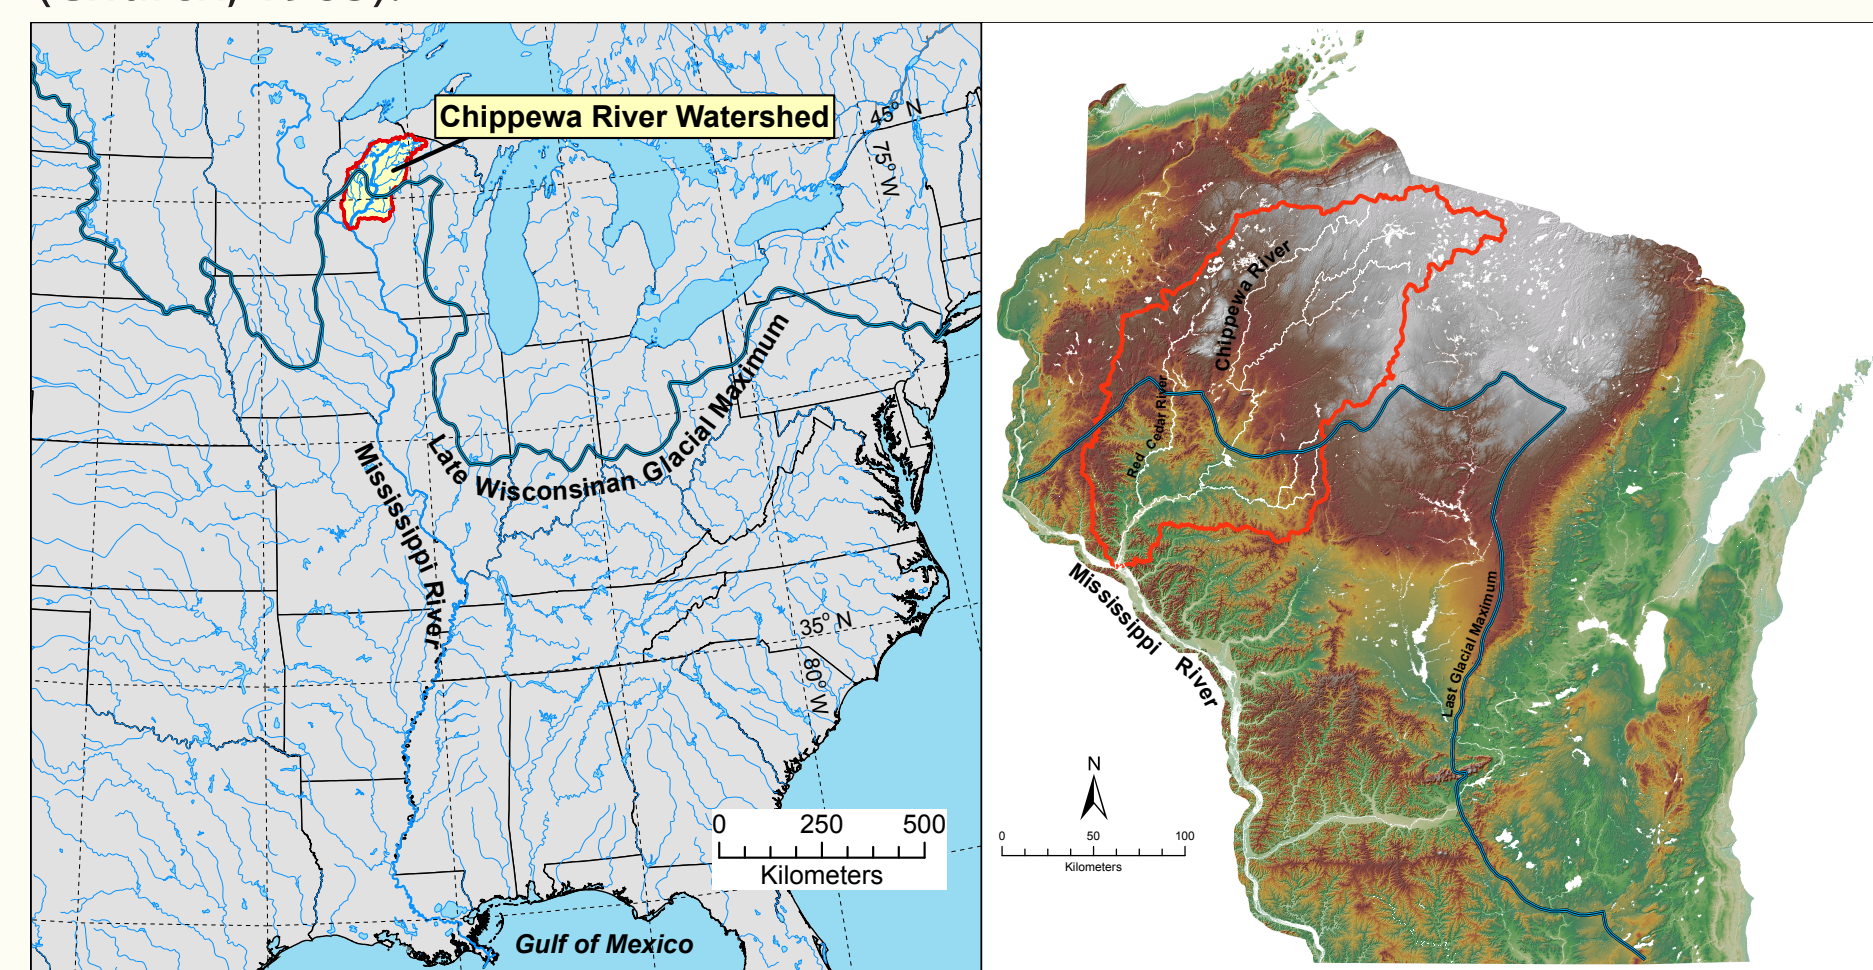 Chippewa River Watershed
45° N
75° W
Late Wisconsinan Glacial Maximum
Mississippi River
35° N
80° W
0 250 500
Kilometers
Gulf of Mexico
Chippewa River
Red Cedar River
Mississippi River
Last Glacial Maximum
N
0 50 100
Kilometers